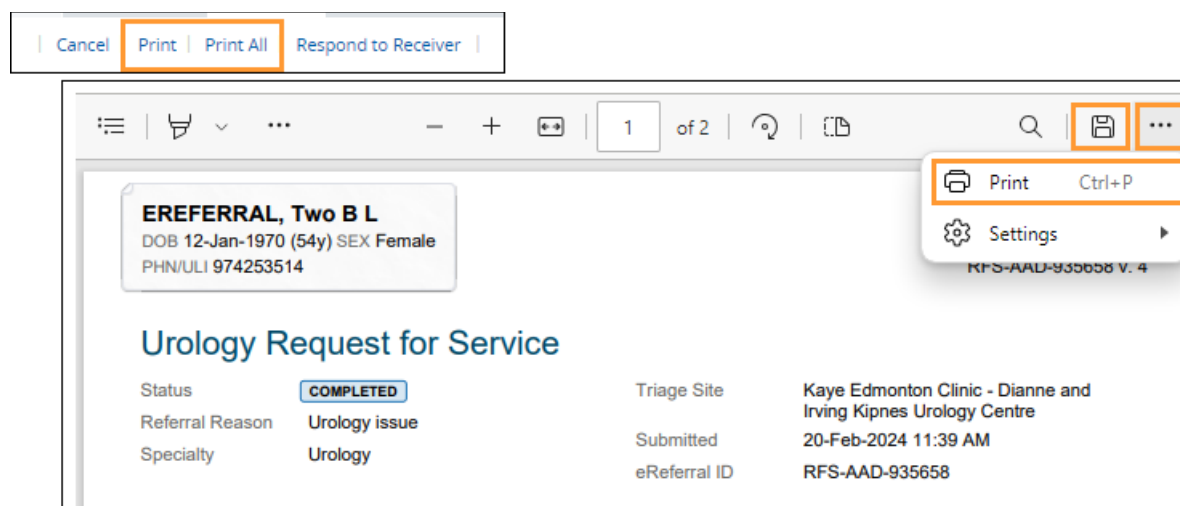 Cancel Print Print All Respond to Receiver
1 of 2
Print Ctrl+P
Settings
EREFERRAL, Two B L
DOB 12-Jan-1970 (54y) SEX Female
PHN/ULI 974253514
RFS-AAD-935658 v. 4
Urology Request for Service
Status COMPLETED
Referral Reason Urology issue
Specialty Urology
Triage Site Kaye Edmonton Clinic - Dianne and
Irving Kipnes Urology Centre
Submitted 20-Feb-2024 11:39 AM
eReferral ID RFS-AAD-935658